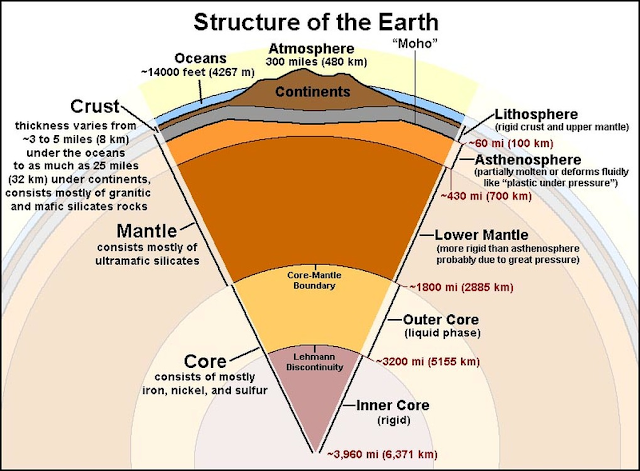 Structure of the Earth
Oceans
~14000 feet (4267 m)
Atmosphere
300 miles (480 km)
"Moho"
Continents
Crust
thickness varies from
~3 to 5 miles (8 km)
under the oceans
to as much as 25 miles
(32 km) under continents,
consists mostly of granitic
and mafic silicates rocks
Lithosphere
(rigid crust and upper mantle)
~60 mi (100 km)
Asthenosphere
(partially molten or deforms fluidly
like "plastic under pressure")
~430 mi (700 km)
Mantle
consists mostly of
ultramafic silicates
Lower Mantle
(more rigid than asthenosphere
probably due to great pressure)
Core-Mantle
Boundary
~1800 mi (2885 km)
Outer Core
(liquid phase)
Core
consists of mostly
iron, nickel, and sulfur
Lehmann
Discontinuity
~3200 mi (5155 km)
Inner Core
(rigid)
~3,960 mi (6,371 km)